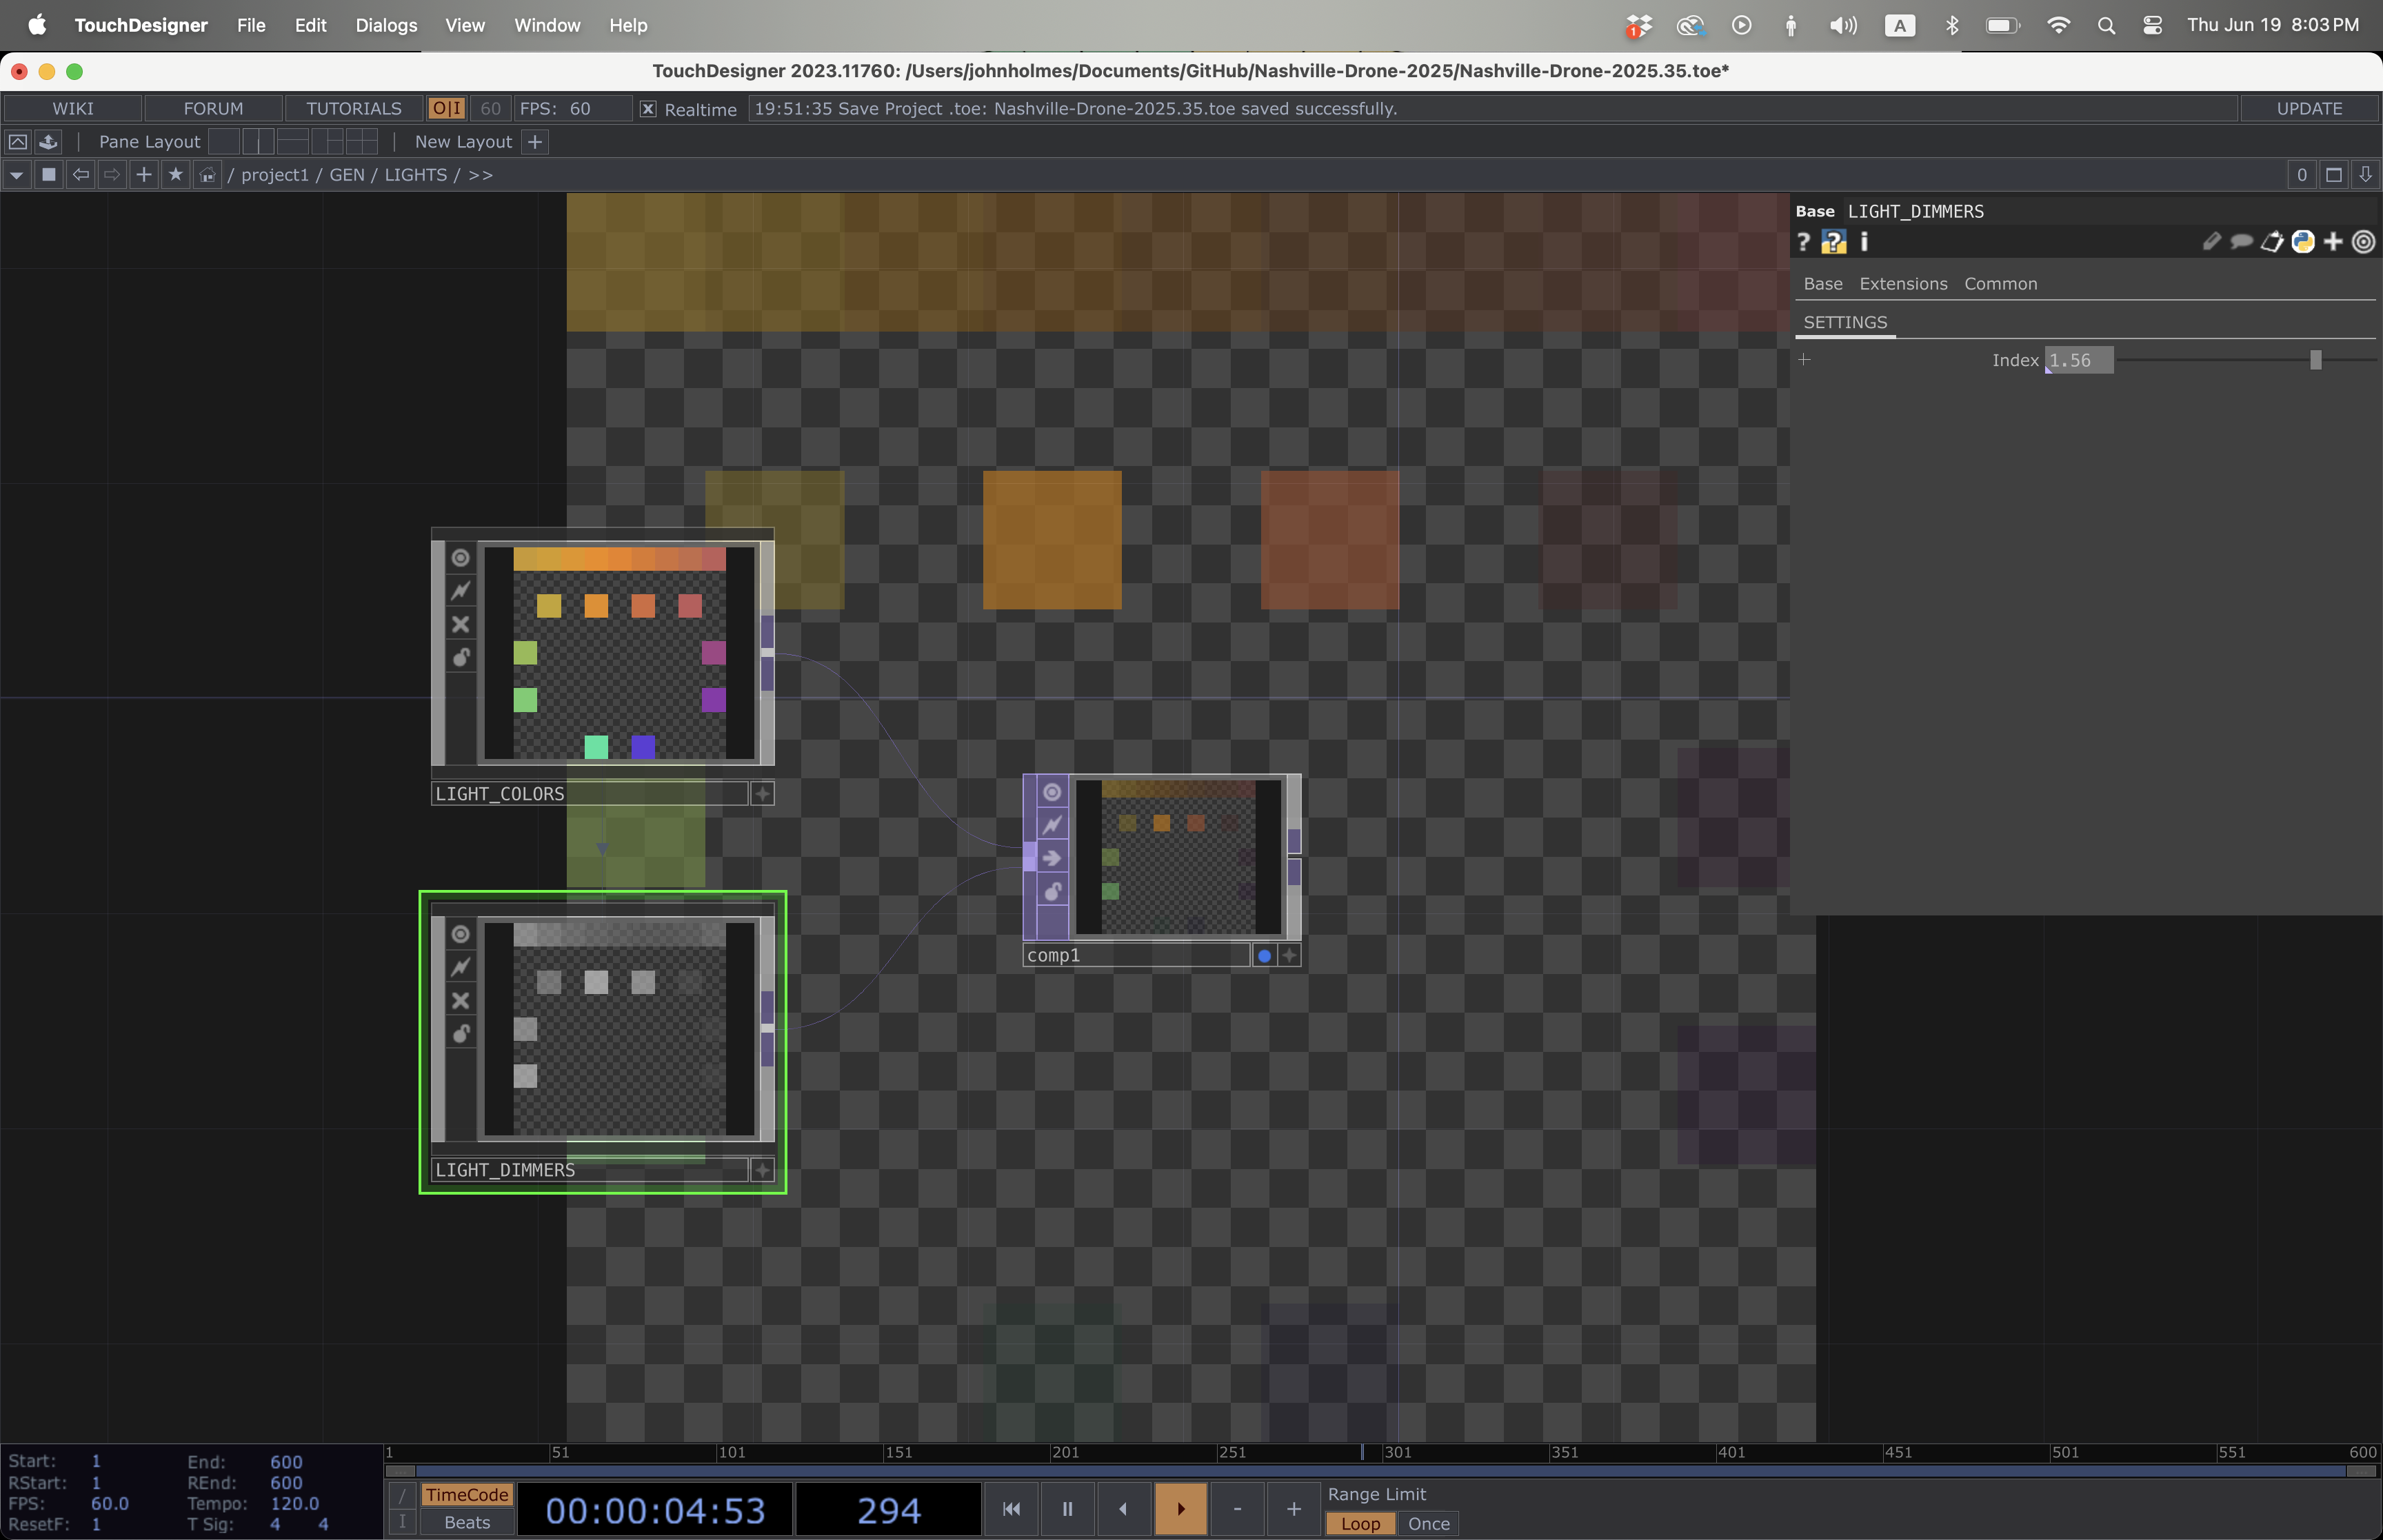 TouchDesigner File Edit Dialogs View Window Help
1 A Thu Jun 19 8:03 PM
TouchDesigner 2023.11760: /Users/johnholmes/Documents/GitHub/Nashville-Drone-2025/Nashville-Drone-2025.35.toe*
WIKI FORUM TUTORIALS O|I 60 FPS: 60 Realtime 19:51:35 Save Project .toe: Nashville-Drone-2025.35.toe saved successfully. UPDATE
Pane Layout New Layout +
/ project1 / GEN / LIGHTS / >> 0
Base LIGHT_DIMMERS
? ? i
Base Extensions Common
SETTINGS
+ Index 1.56
LIGHT_COLORS
comp1
LIGHT_DIMMERS
1 51 101 151 201 251 301 351 401 451 501 551 600
Start: 1 End: 600
RStart: 1 REnd: 600
FPS: 60.0 Tempo: 120.0
ResetF: 1 T Sig: 4 4
/ TimeCode
I Beats
00:00:04:53 294 - +
Range Limit
Loop Once